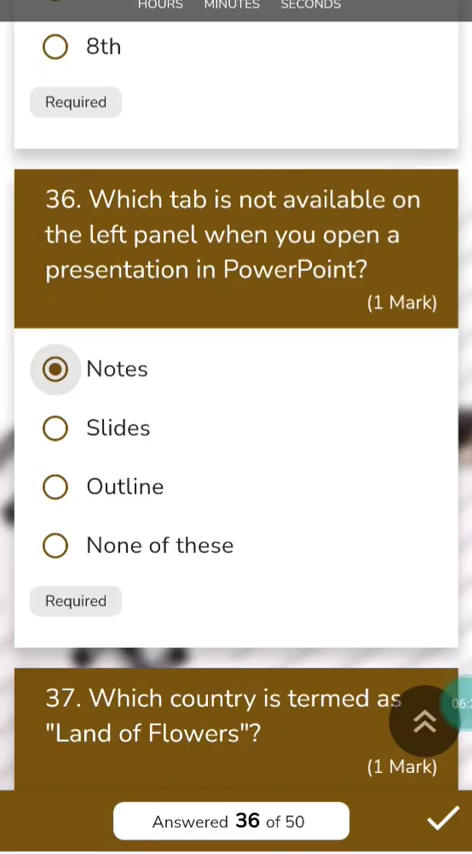 HOURS MINUTES SECONDS
8th
Required
36. Which tab is not available on
the left panel when you open a
presentation in PowerPoint?
(1 Mark)
Notes
Slides
Outline
None of these
Required
37. Which country is termed as
"Land of Flowers"?
(1 Mark)
Answered 36 of 50